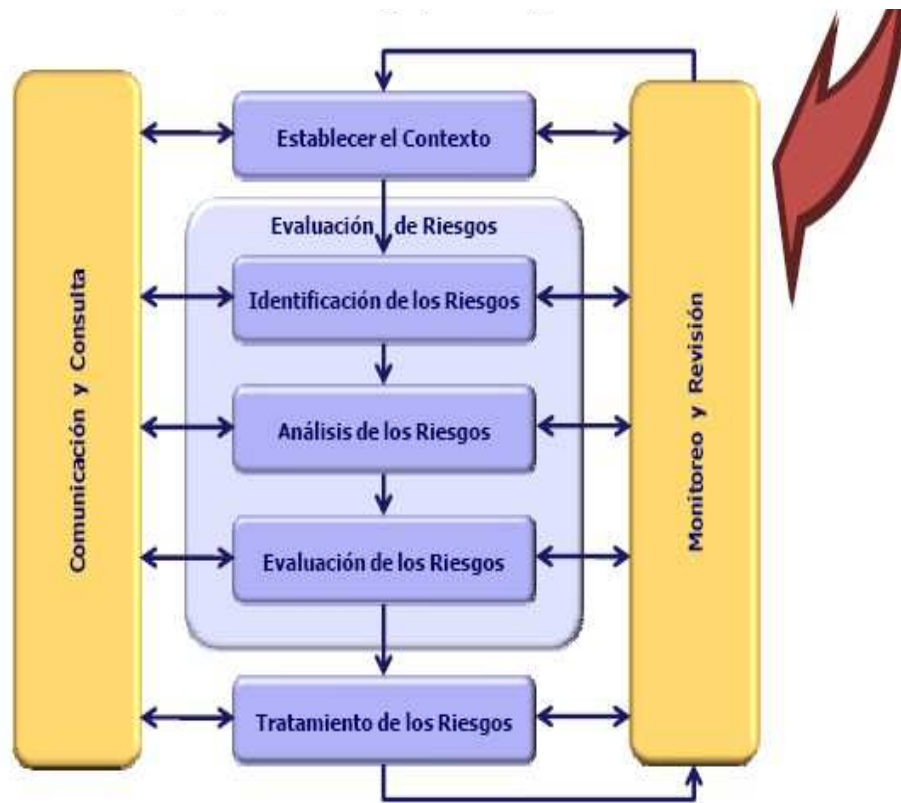 Establecer el Contexto
Evaluación de Riesgos
Identificación de los Riesgos
Análisis de los Riesgos
Evaluación de los Riesgos
Tratamiento de los Riesgos
Comunicación y Consulta
Monitoreo y Revisión